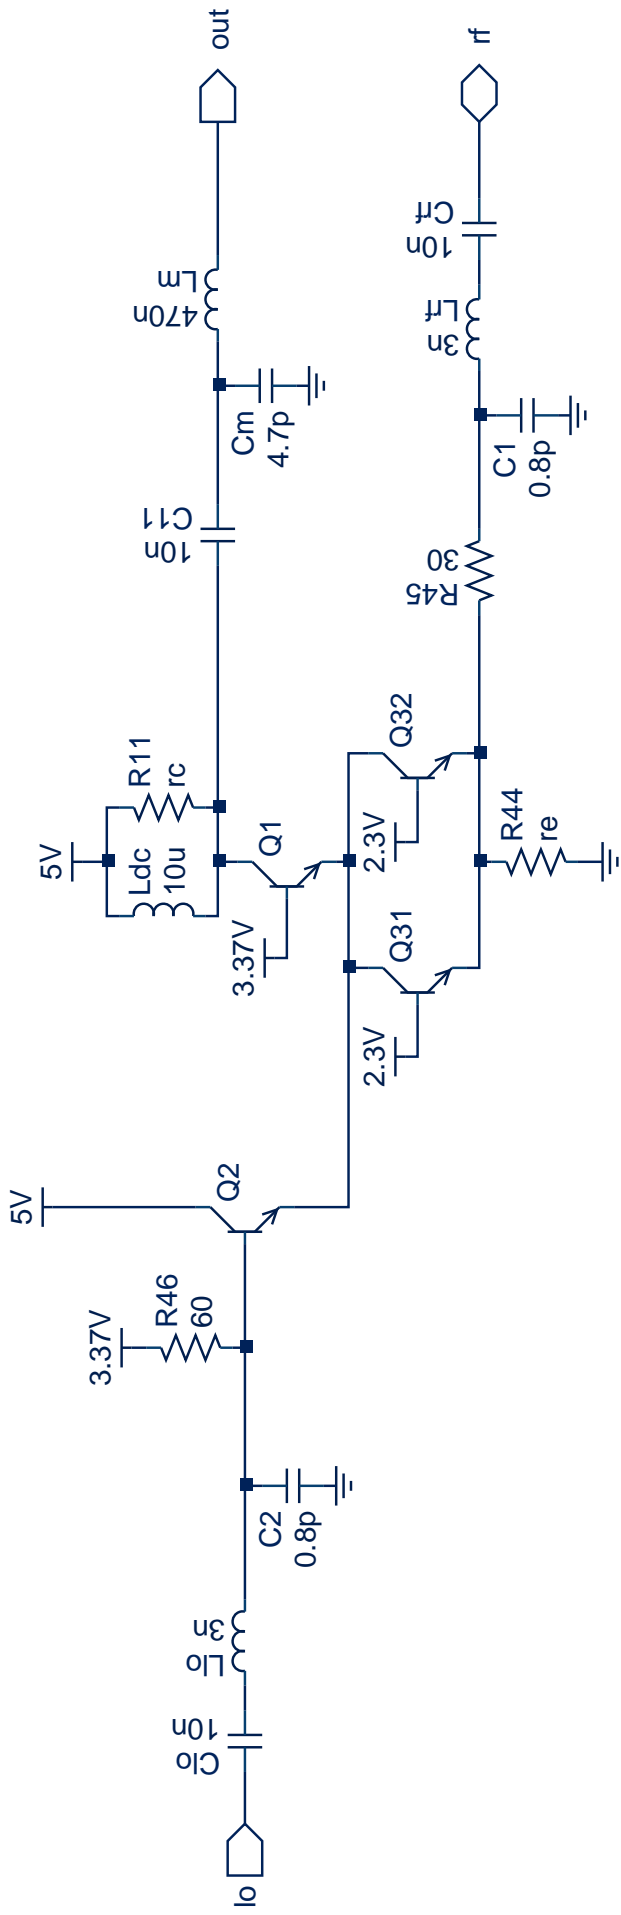 out
rf
Crf
10n
Lm
470n
Lrf
3n
Cm
4.7p
C1
0.8p
C11
10n
30
R45
Q32
R11
rc
5V
Ldc
10u
Q1
2.3V
R44
re
3.37V
Q31
2.3V
5V
Q2
3.37V
R46
60
C2
0.8p
3n
Llo
10n
Clo
lo